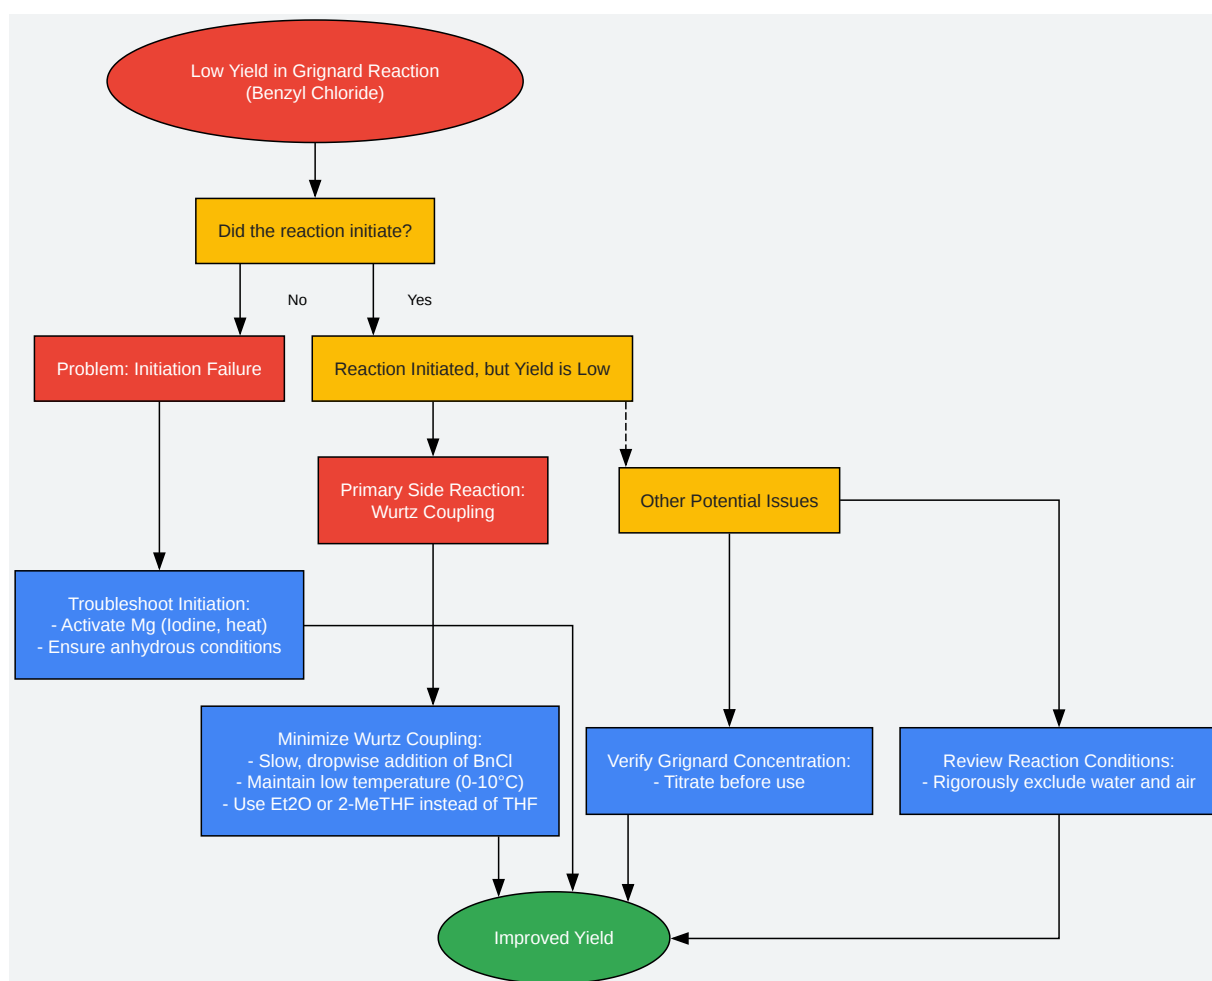 Low Yield in Grignard Reaction
(Benzyl Chloride)
Did the reaction initiate?
No
Yes
Problem: Initiation Failure
Reaction Initiated, but Yield is Low
Primary Side Reaction:
Wurtz Coupling
Other Potential Issues
Troubleshoot Initiation:
- Activate Mg (Iodine, heat)
- Ensure anhydrous conditions
Minimize Wurtz Coupling:
- Slow, dropwise addition of BnCl
- Maintain low temperature (0-10°C)
- Use Et2O or 2-MeTHF instead of THF
Verify Grignard Concentration:
- Titrate before use
Review Reaction Conditions:
- Rigorously exclude water and air
Improved Yield